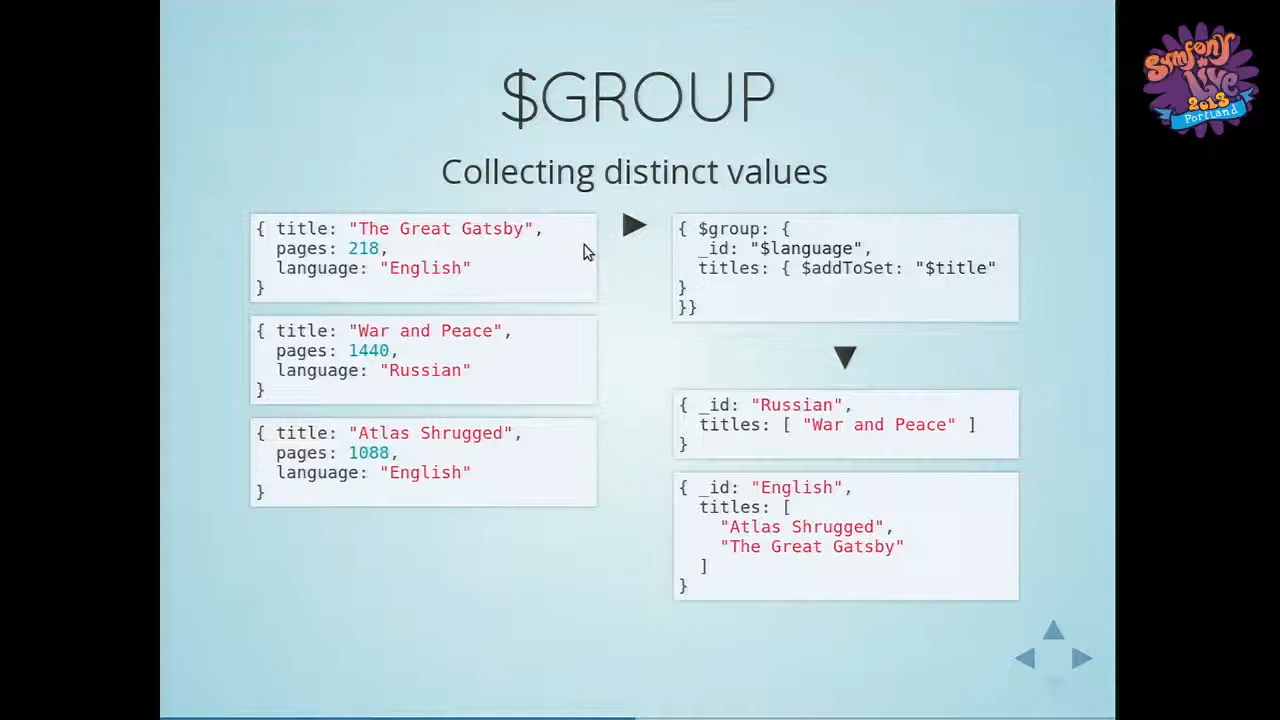 $GROUP
Collecting distinct values
{ title: "The Great Gatsby",
pages: 218,
language: "English"
}
{ title: "War and Peace",
pages: 1440,
language: "Russian"
}
{ title: "Atlas Shrugged",
pages: 1088,
language: "English"
}
{ $group: {
_id: "$language",
titles: { $addToSet: "$title"
}
}}
{ _id: "Russian",
titles: [ "War and Peace" ]
}
{ _id: "English",
titles: [
"Atlas Shrugged",
"The Great Gatsby"
]
}
Symfony
Live
2013
Portland